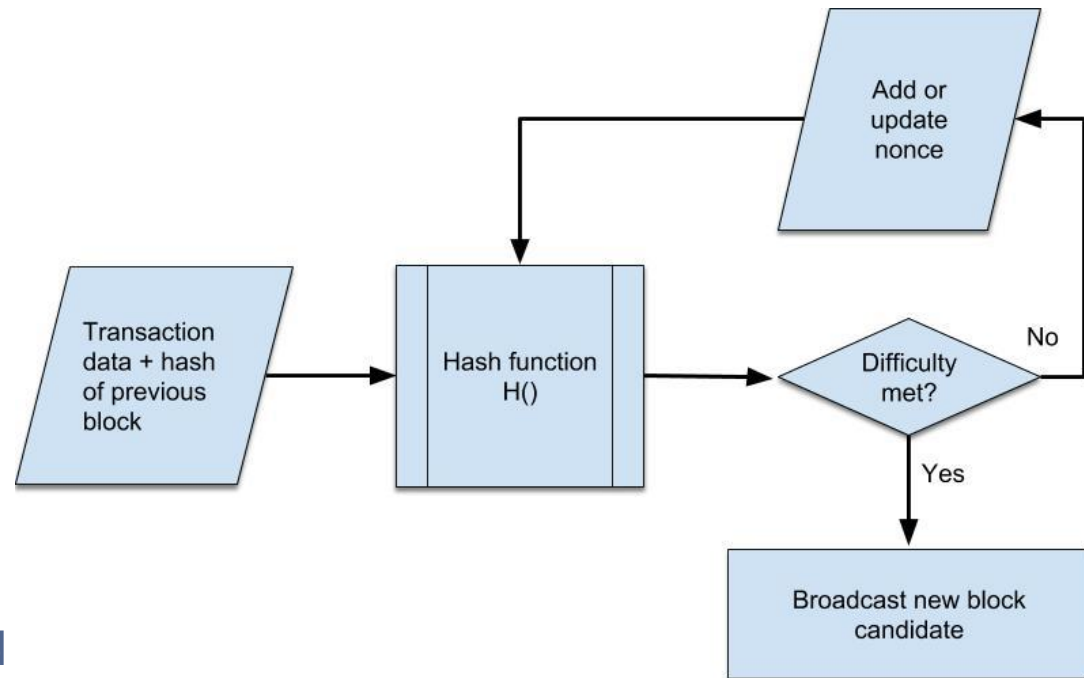 Add or
update
nonce
Transaction
data + hash
of previous
block
Hash function
H()
Difficulty
met?
No
Yes
Broadcast new block
candidate